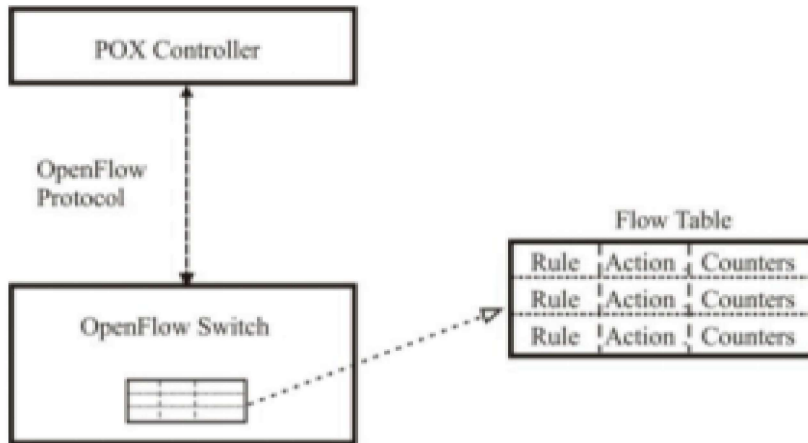 POX Controller
OpenFlow
Protocol
Flow Table
Rule Action Counters
Rule Action Counters
Rule Action Counters
OpenFlow Switch